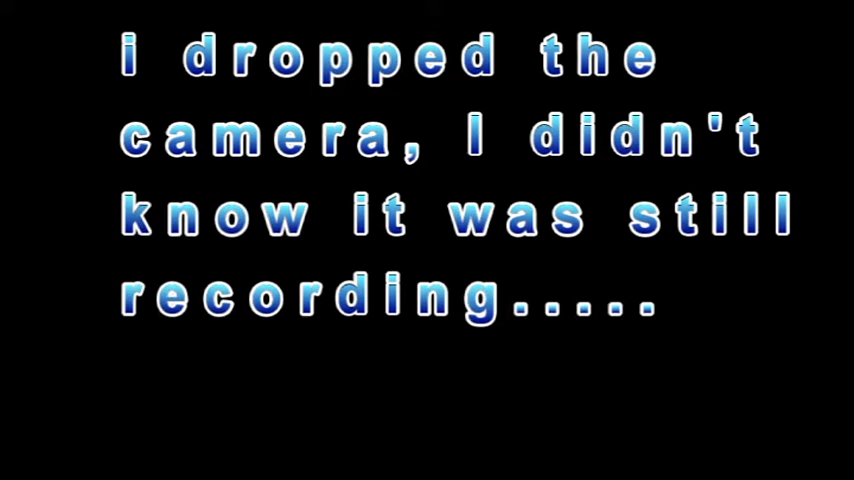 i dropped the
camera, I didn't
know it was still
recording.....